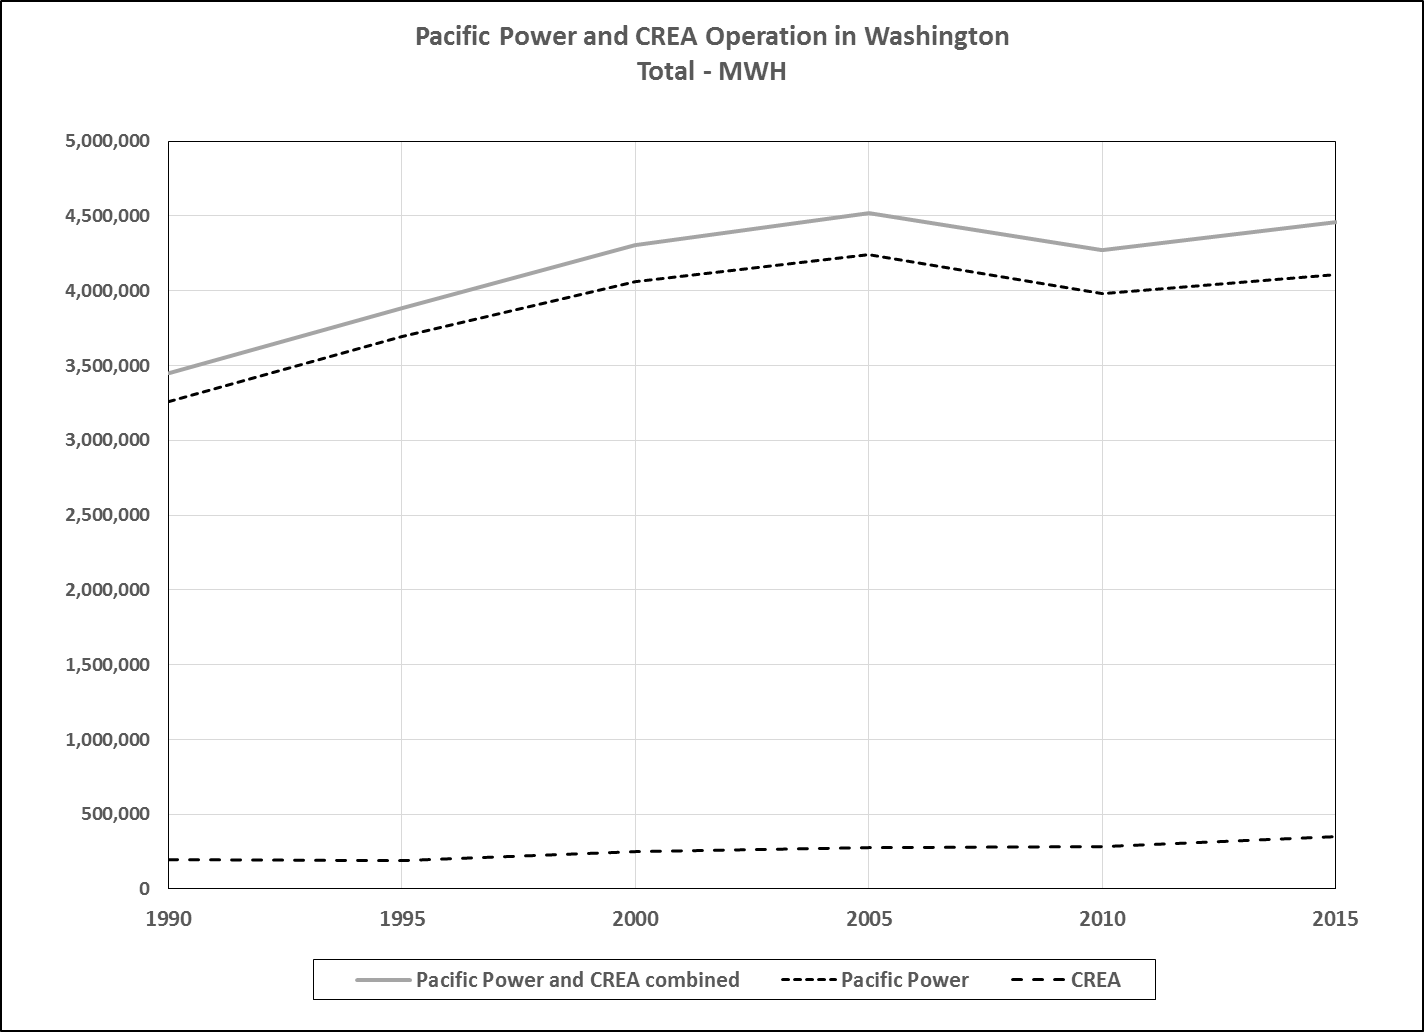 Pacific Power and CREA Operation in Washington
Total - MWH
5,000,000
4,500,000
4,000,000
3,500,000
3,000,000
2,500,000
2,000,000
1,500,000
1,000,000
500,000
0
1990 1995 2000 2005 2010 2015
Pacific Power and CREA combined Pacific Power CREA